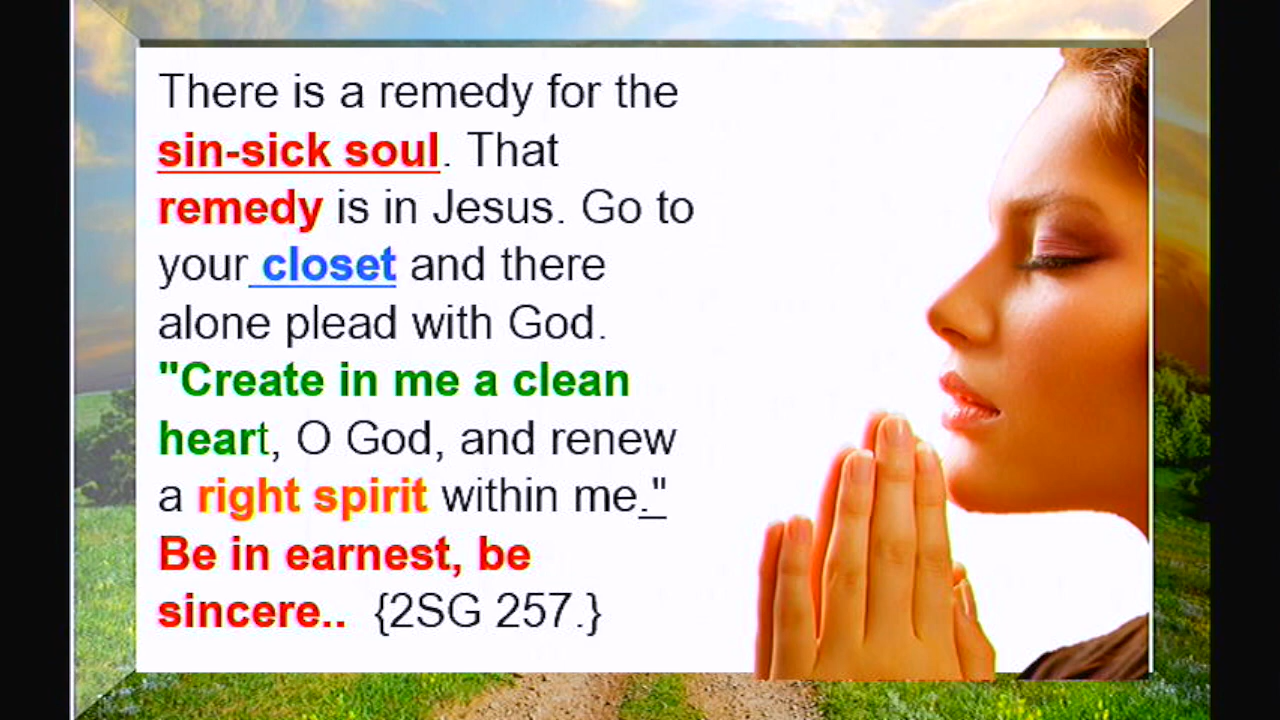 There is a remedy for the
sin-sick soul. That
remedy is in Jesus. Go to
your closet and there
alone plead with God.
"Create in me a clean
heart, O God, and renew
a right spirit within me."
Be in earnest, be
sincere.. {2SG 257.}